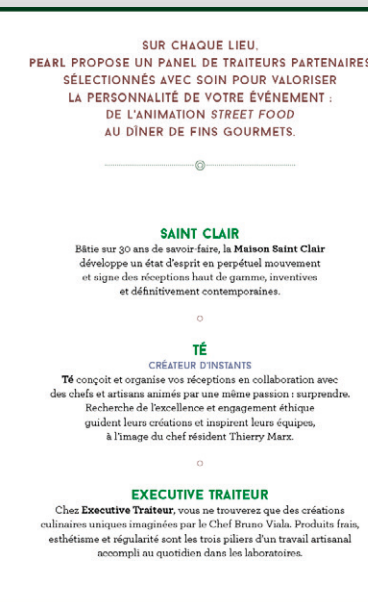 SUR CHAQUE LIEU,
PEARL PROPOSE UN PANEL DE TRAITEURS PARTENAIRES
SÉLECTIONNÉS AVEC SOIN POUR VALORISER
LA PERSONNALITÉ DE VOTRE ÉVÉNEMENT :
DE L'ANIMATION STREET FOOD
AU DÎNER DE FINS GOURMETS.
SAINT CLAIR
Bâtie sur 30 ans de savoir-faire, la Maison Saint Clair
développe un état d'esprit en perpétuel mouvement
et signe des réceptions haut de gamme, inventives
et définitivement contemporaines.
TÉ
CRÉATEUR D'INSTANTS
Té conçoit et organise vos réceptions en collaboration avec
des chefs et artisans animés par une même passion : surprendre.
Recherche de l'excellence et engagement éthique
guident leurs créations et inspirent leurs équipes,
à l'image du chef résident Thierry Marx.
EXECUTIVE TRAITEUR
Chez Executive Traiteur, vous ne trouverez que des créations
culinaires uniques imaginées par le Chef Bruno Viala. Produits frais,
esthétisme et régularité sont les trois piliers d'un travail artisanal
accompli au quotidien dans les laboratoires.